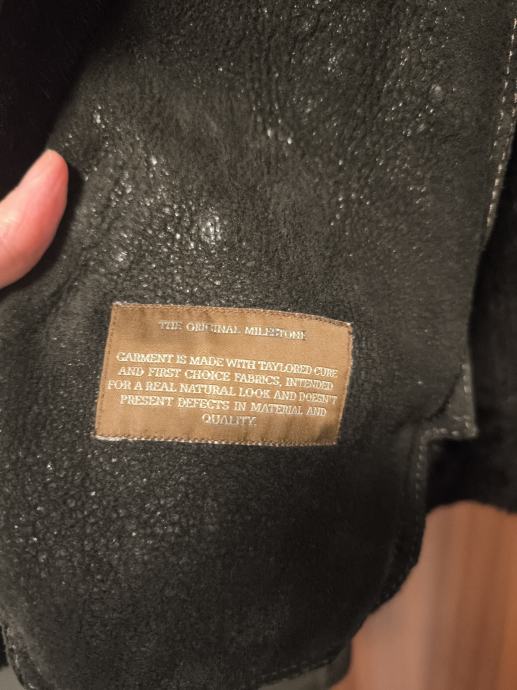 THE ORIGINAL MILESTONE
GARMENT IS MADE WITH TAYLORED CURE
AND FIRST CHOICE FABRICS, INTENDED
FOR A REAL NATURAL LOOK AND DOESN'T
PRESENT DEFECTS IN MATERIAL AND
QUALITY.